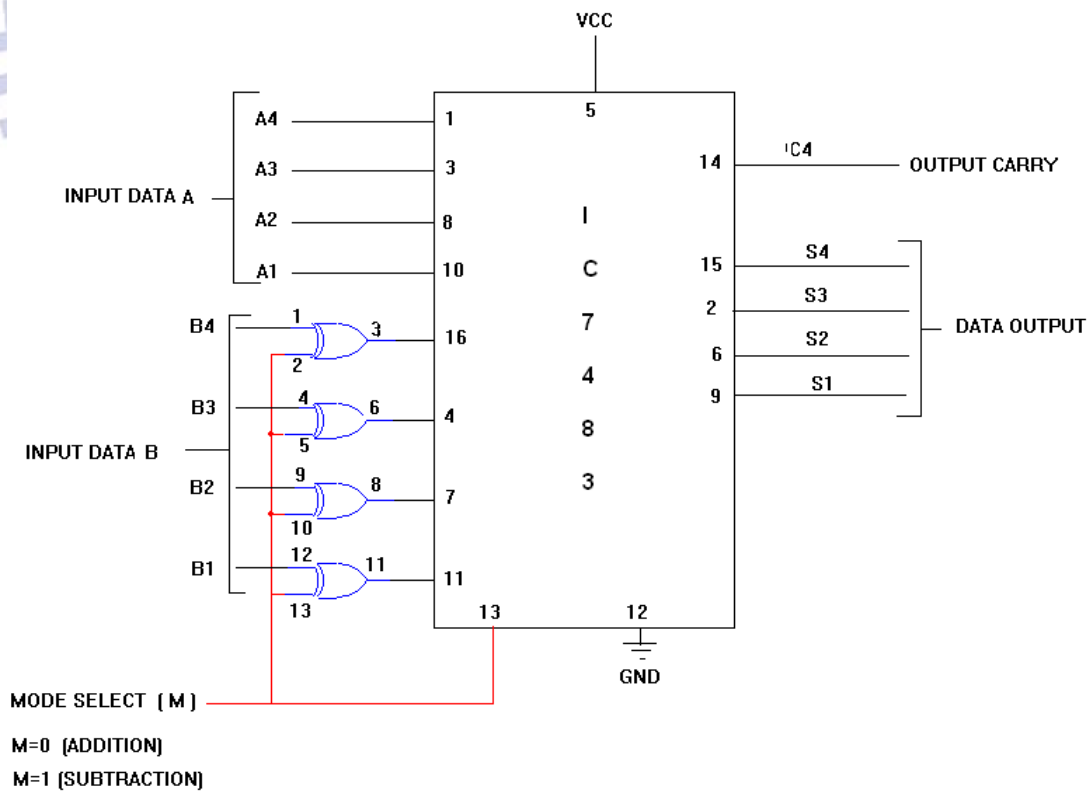 VCC
5
INPUT DATA A
A4
1
A3
3
A2
8
A1
10
14
C4
OUTPUT CARRY
I
C
7
4
8
3
15
S4
2
S3
6
S2
9
S1
DATA OUTPUT
INPUT DATA B
B4
1
2
3
16
B3
4
5
6
4
B2
9
10
8
7
B1
12
13
11
11
13
12
GND
MODE SELECT ( M )
M=0 (ADDITION)
M=1 (SUBTRACTION)